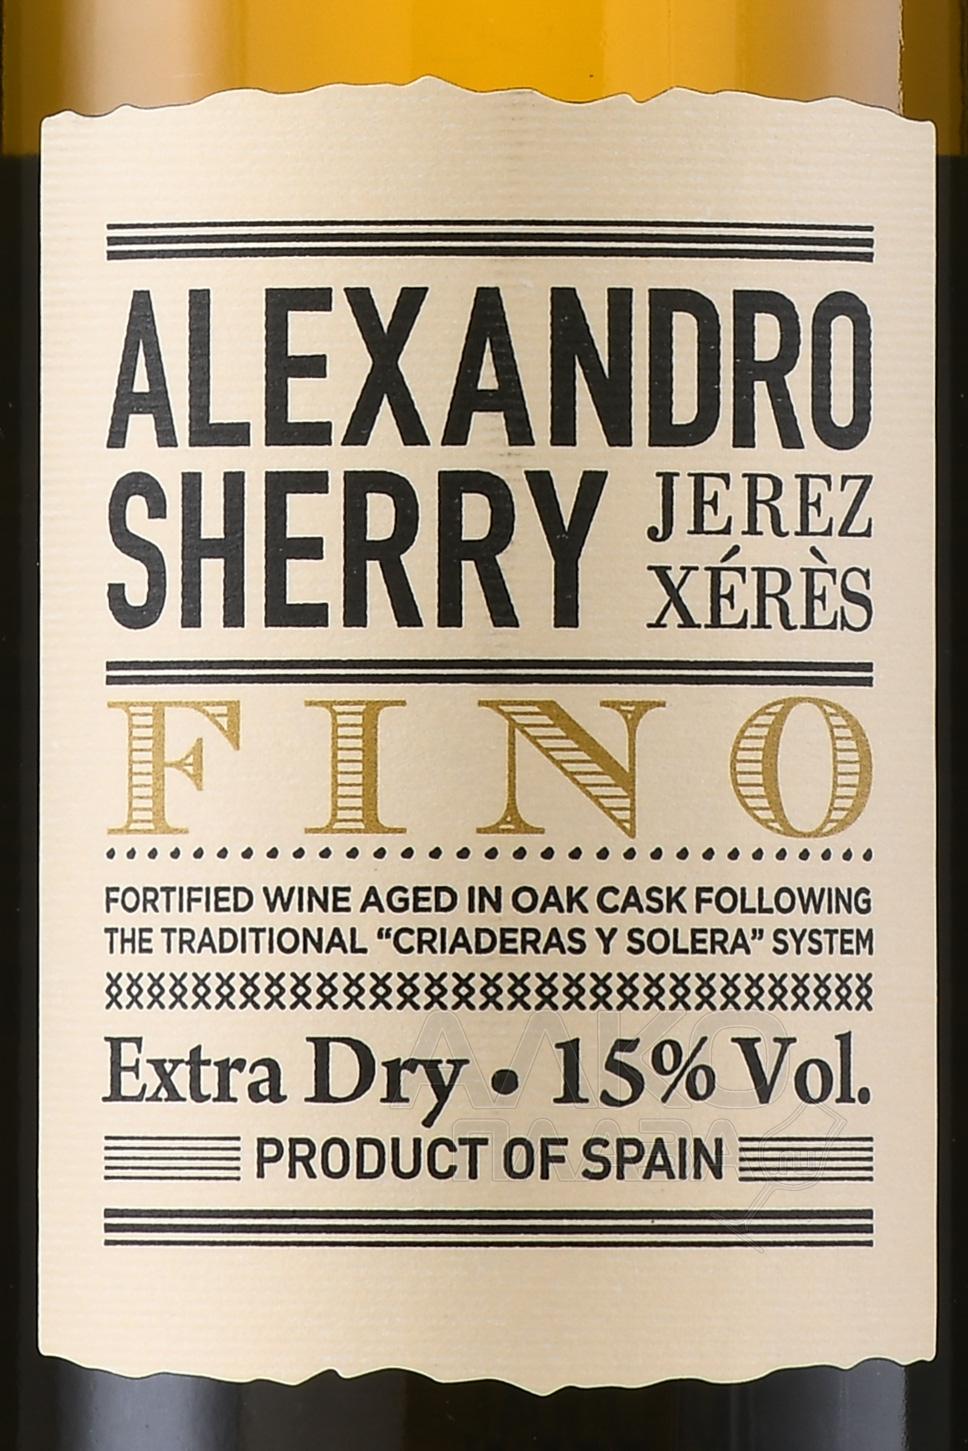 ALEXANDRO
SHERRY
JEREZ
XÉRÈS
FINO
FORTIFIED WINE AGED IN OAK CASK FOLLOWING
THE TRADITIONAL “CRIADERAS Y SOLERA” SYSTEM
Extra Dry • 15% Vol.
PRODUCT OF SPAIN